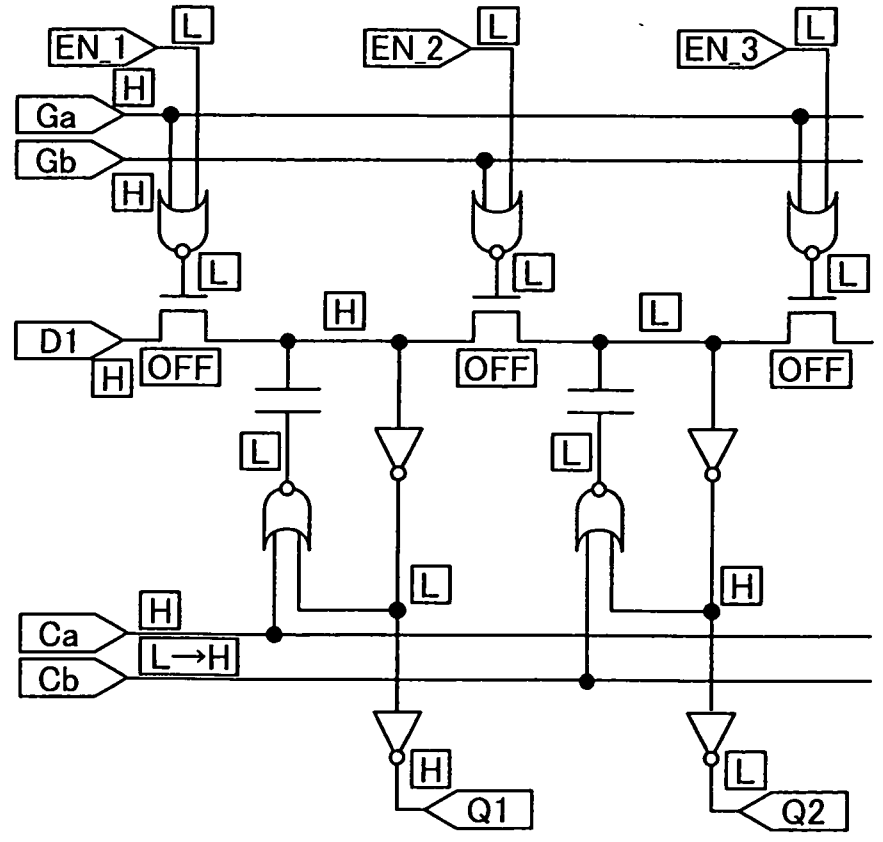 L L L
EN_1 EN_2 EN_3
H
Ga
Gb
H
L L L
H L
D1
H OFF OFF OFF
L L
L H
H
Ca
L→H
Cb
H L
Q1 Q2